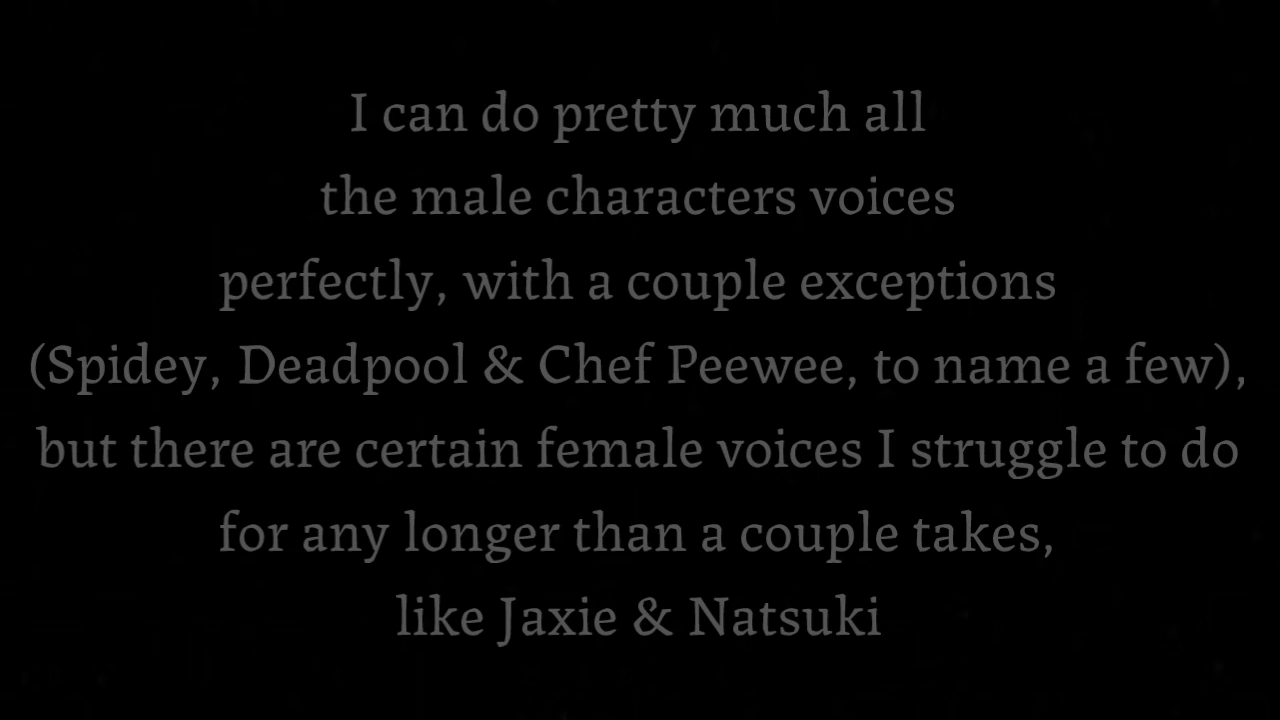 I can do pretty much all
the male characters voices
perfectly, with a couple exceptions
(Spidey, Deadpool & Chef Peewee, to name a few),
but there are certain female voices I struggle to do
for any longer than a couple takes,
like Jaxie & Natsuki